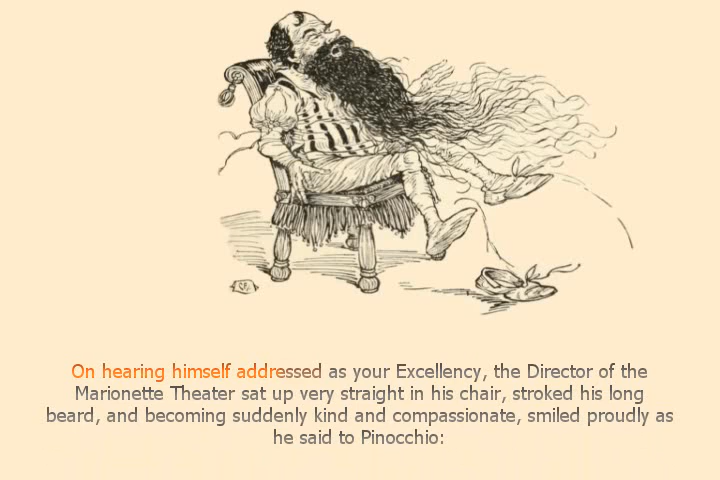 On hearing himself addressed as your Excellency, the Director of the
Marionette Theater sat up very straight in his chair, stroked his long
beard, and becoming suddenly kind and compassionate, smiled proudly as
he said to Pinocchio: